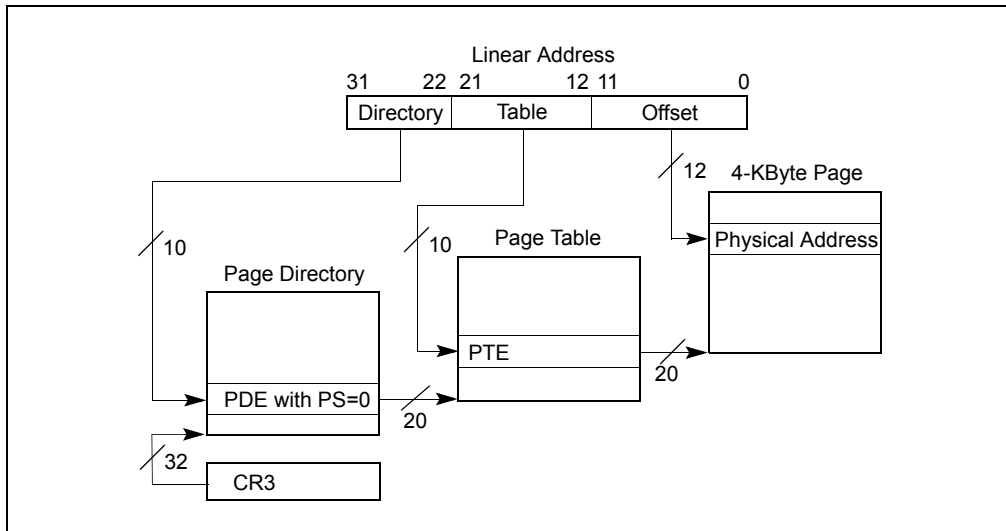 Linear Address
31 22 21 12 11 0
Directory Table Offset
12
4-KByte Page
Physical Address
10
10
Page Table
Page Directory
PTE
20
PDE with PS=0
20
32
CR3